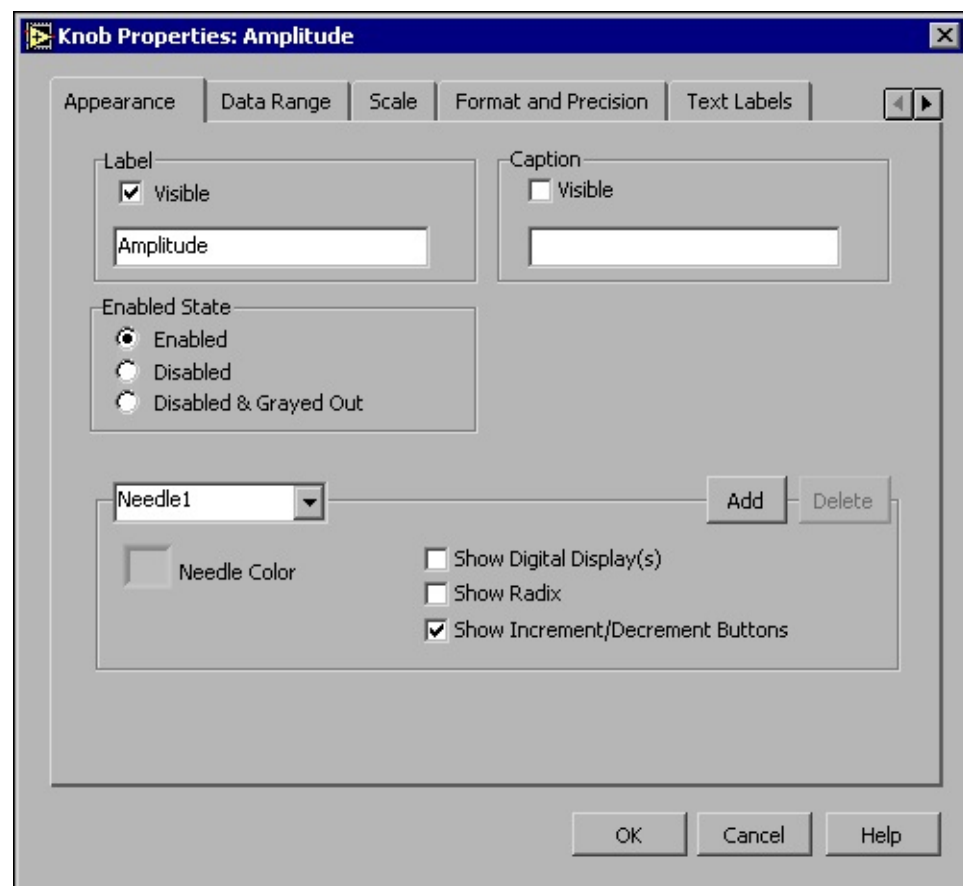 Knob Properties: Amplitude
Appearance
Data Range
Scale
Format and Precision
Text Labels
Label
Visible
Amplitude
Caption
Visible
Enabled State
Enabled
Disabled
Disabled & Grayed Out
Needle1
Add
Delete
Needle Color
Show Digital Display(s)
Show Radix
Show Increment/Decrement Buttons
OK
Cancel
Help